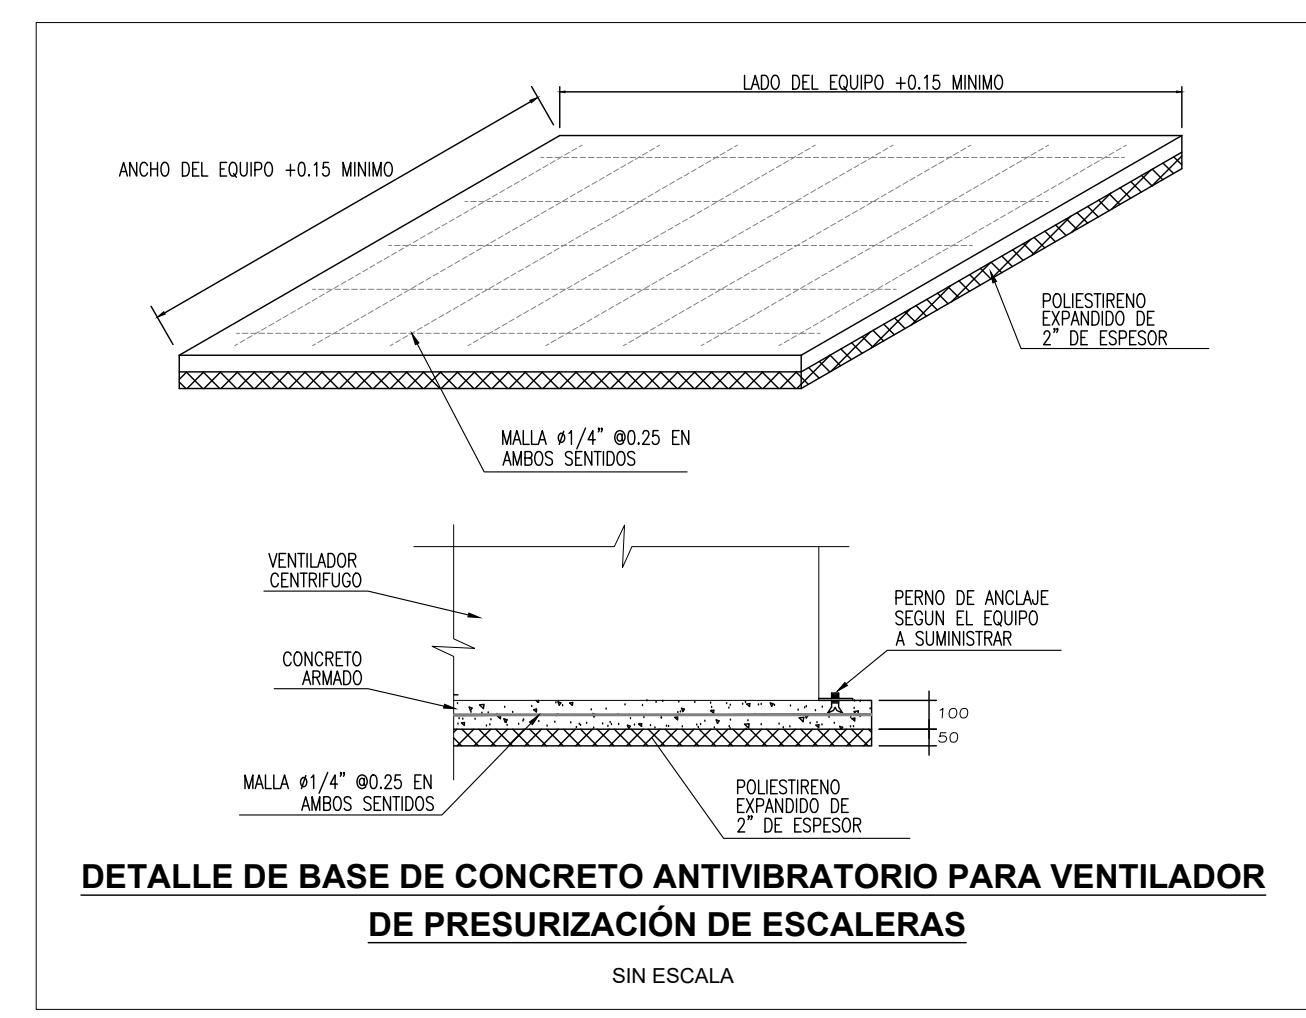 LADO DEL EQUIPO +0.15 MINIMO
ANCHO DEL EQUIPO +0.15 MINIMO
POLIESTIRENO
EXPANDIDO DE
2" DE ESPESOR
MALLA ø1/4" @0.25 EN
AMBOS SENTIDOS
VENTILADOR
CENTRIFUGO
PERNO DE ANCLAJE
SEGUN EL EQUIPO
A SUMINISTRAR
CONCRETO
ARMADO
100
50
MALLA ø1/4" @0.25 EN
AMBOS SENTIDOS
POLIESTIRENO
EXPANDIDO DE
2" DE ESPESOR
DETALLE DE BASE DE CONCRETO ANTIVIBRATORIO PARA VENTILADOR
DE PRESURIZACIÓN DE ESCALERAS
SIN ESCALA